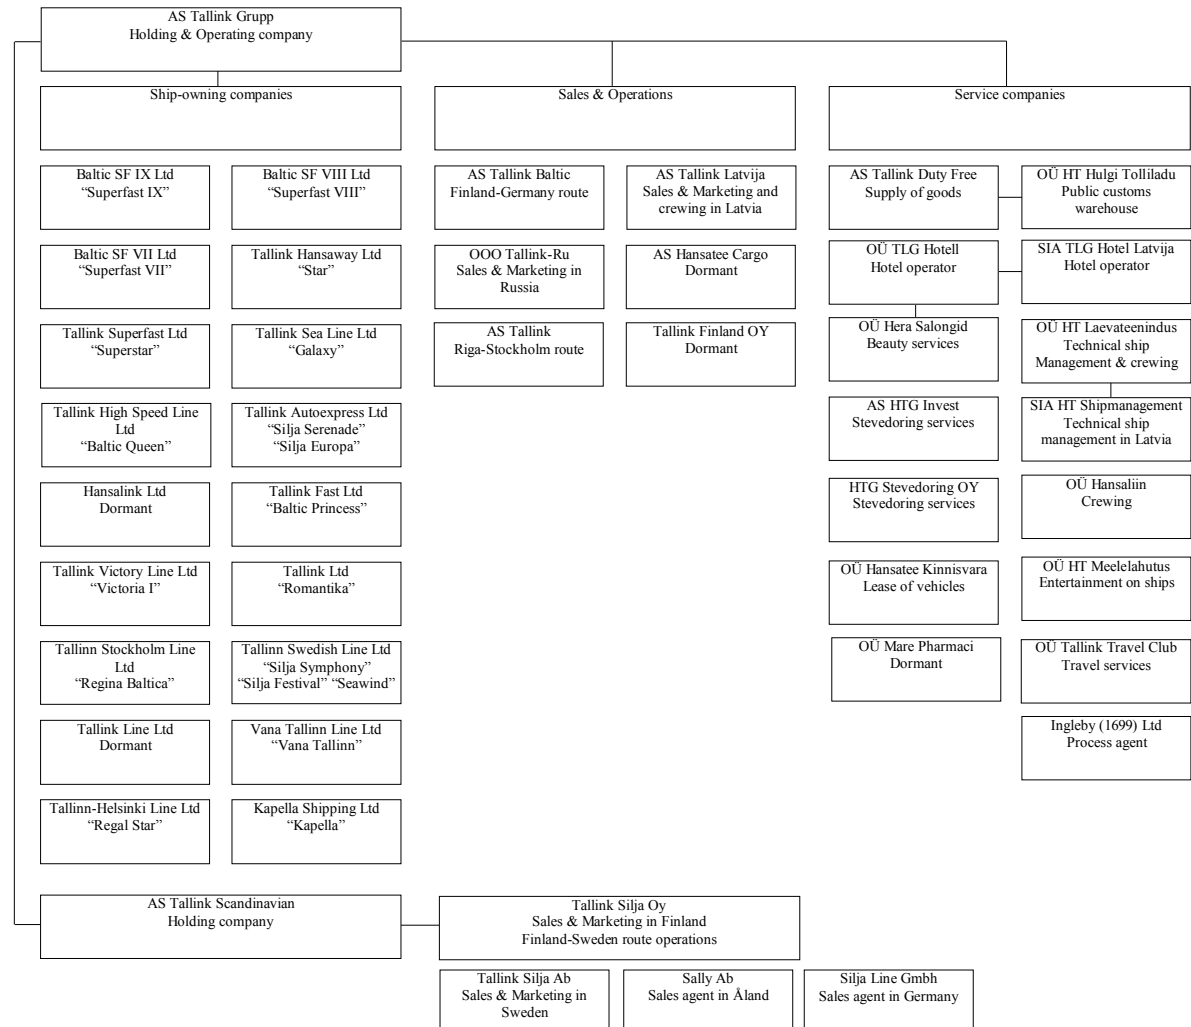 AS Tallink Grupp
Holding & Operating company
Ship-owning companies
Sales & Operations
Service companies
Baltic SF IX Ltd
“Superfast IX”
Baltic SF VIII Ltd
“Superfast VIII”
AS Tallink Baltic
Finland-Germany route
AS Tallink Latvija
Sales & Marketing and
crewing in Latvia
AS Tallink Duty Free
Supply of goods
OÜ HT Hulgi Tolliladu
Public customs
warehouse
Baltic SF VII Ltd
“Superfast VII”
Tallink Hansaway Ltd
“Star”
OOO Tallink-Ru
Sales & Marketing in
Russia
AS Hansatee Cargo
Dormant
OÜ TLG Hotell
Hotel operator
SIA TLG Hotel Latvija
Hotel operator
Tallink Superfast Ltd
“Superstar”
Tallink Sea Line Ltd
“Galaxy”
AS Tallink
Riga-Stockholm route
Tallink Finland OY
Dormant
OÜ Hera Salongid
Beauty services
OÜ HT Laevateenindus
Technical ship
Management & crewing
Tallink High Speed Line
Ltd
“Baltic Queen”
Tallink Autoexpress Ltd
“Silja Serenade”
“Silja Europa”
AS HTG Invest
Stevedoring services
SIA HT Shipmanagement
Technical ship
management in Latvia
Hansalink Ltd
Dormant
Tallink Fast Ltd
“Baltic Princess”
HTG Stevedoring OY
Stevedoring services
OÜ Hansaliin
Crewing
Tallink Victory Line Ltd
“Victoria I”
Tallink Ltd
“Romantika”
OÜ Hansatee Kinnisvara
Lease of vehicles
OÜ HT Meelelahutus
Entertainment on ships
Tallinn Stockholm Line
Ltd
“Regina Baltica”
Tallinn Swedish Line Ltd
“Silja Symphony”
“Silja Festival” “Seawind”
OÜ Mare Pharmaci
Dormant
OÜ Tallink Travel Club
Travel services
Tallink Line Ltd
Dormant
Vana Tallinn Line Ltd
“Vana Tallinn”
Ingleby (1699) Ltd
Process agent
Tallinn-Helsinki Line Ltd
“Regal Star”
Kapella Shipping Ltd
“Kapella”
AS Tallink Scandinavian
Holding company
Tallink Silja Oy
Sales & Marketing in Finland
Finland-Sweden route operations
Tallink Silja Ab
Sales & Marketing in
Sweden
Sally Ab
Sales agent in Åland
Silja Line Gmbh
Sales agent in Germany